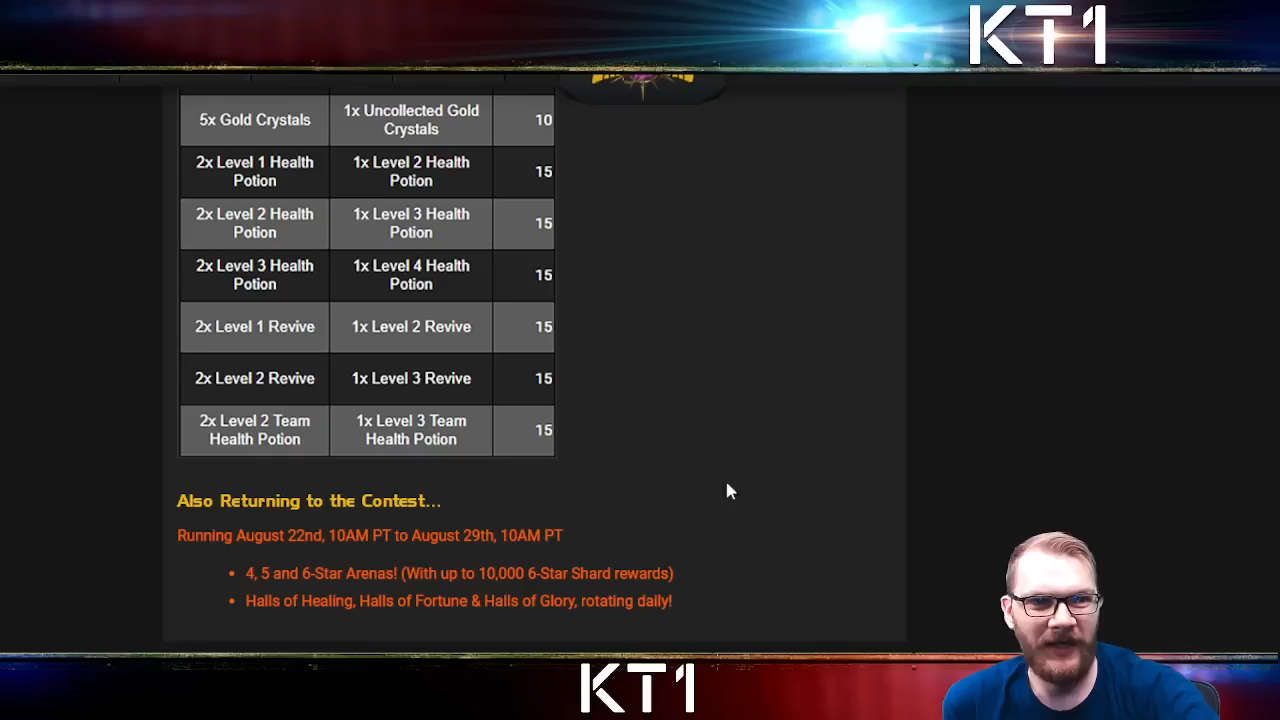 KT1
5x Gold Crystals
1x Uncollected Gold
Crystals
10
2x Level 1 Health
Potion
1x Level 2 Health
Potion
15
2x Level 2 Health
Potion
1x Level 3 Health
Potion
15
2x Level 3 Health
Potion
1x Level 4 Health
Potion
15
2x Level 1 Revive
1x Level 2 Revive
15
2x Level 2 Revive
1x Level 3 Revive
15
2x Level 2 Team
Health Potion
1x Level 3 Team
Health Potion
15
Also Returning to the Contest...
Running August 22nd, 10AM PT to August 29th, 10AM PT
• 4, 5 and 6-Star Arenas! (With up to 10,000 6-Star Shard rewards)
• Halls of Healing, Halls of Fortune & Halls of Glory, rotating daily!
KT1